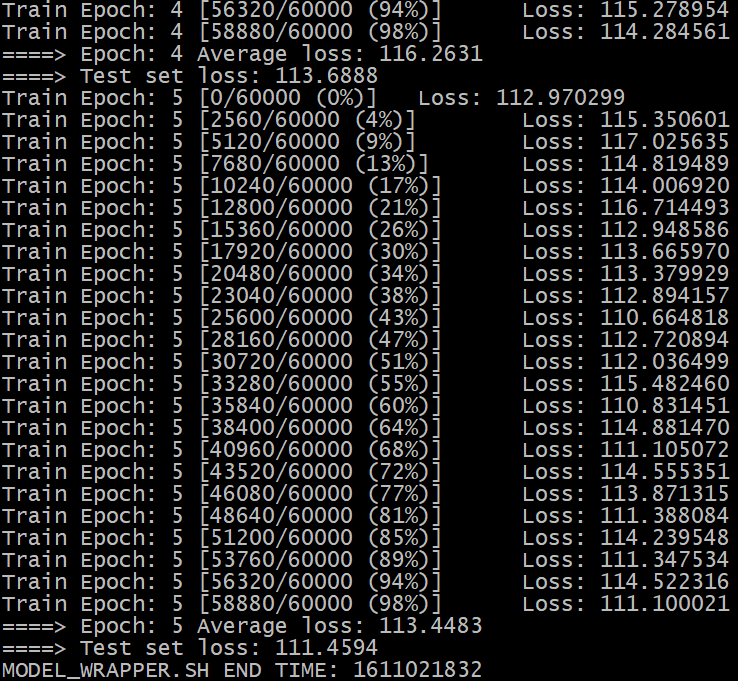 Train Epoch: 4 [56320/60000 (94%)] Loss: 115.278954
Train Epoch: 4 [58880/60000 (98%)] Loss: 114.284561
====> Epoch: 4 Average loss: 116.2631
====> Test set loss: 113.6888
Train Epoch: 5 [0/60000 (0%)] Loss: 112.970299
Train Epoch: 5 [2560/60000 (4%)] Loss: 115.350601
Train Epoch: 5 [5120/60000 (9%)] Loss: 117.025635
Train Epoch: 5 [7680/60000 (13%)] Loss: 114.819489
Train Epoch: 5 [10240/60000 (17%)] Loss: 114.006920
Train Epoch: 5 [12800/60000 (21%)] Loss: 116.714493
Train Epoch: 5 [15360/60000 (26%)] Loss: 112.948586
Train Epoch: 5 [17920/60000 (30%)] Loss: 113.665970
Train Epoch: 5 [20480/60000 (34%)] Loss: 113.379929
Train Epoch: 5 [23040/60000 (38%)] Loss: 112.894157
Train Epoch: 5 [25600/60000 (43%)] Loss: 110.664818
Train Epoch: 5 [28160/60000 (47%)] Loss: 112.720894
Train Epoch: 5 [30720/60000 (51%)] Loss: 112.036499
Train Epoch: 5 [33280/60000 (55%)] Loss: 115.482460
Train Epoch: 5 [35840/60000 (60%)] Loss: 110.831451
Train Epoch: 5 [38400/60000 (64%)] Loss: 114.881470
Train Epoch: 5 [40960/60000 (68%)] Loss: 111.105072
Train Epoch: 5 [43520/60000 (72%)] Loss: 114.555351
Train Epoch: 5 [46080/60000 (77%)] Loss: 113.871315
Train Epoch: 5 [48640/60000 (81%)] Loss: 111.388084
Train Epoch: 5 [51200/60000 (85%)] Loss: 114.239548
Train Epoch: 5 [53760/60000 (89%)] Loss: 111.347534
Train Epoch: 5 [56320/60000 (94%)] Loss: 114.522316
Train Epoch: 5 [58880/60000 (98%)] Loss: 111.100021
====> Epoch: 5 Average loss: 113.4483
====> Test set loss: 111.4594
MODEL_WRAPPER.SH END TIME: 1611021832